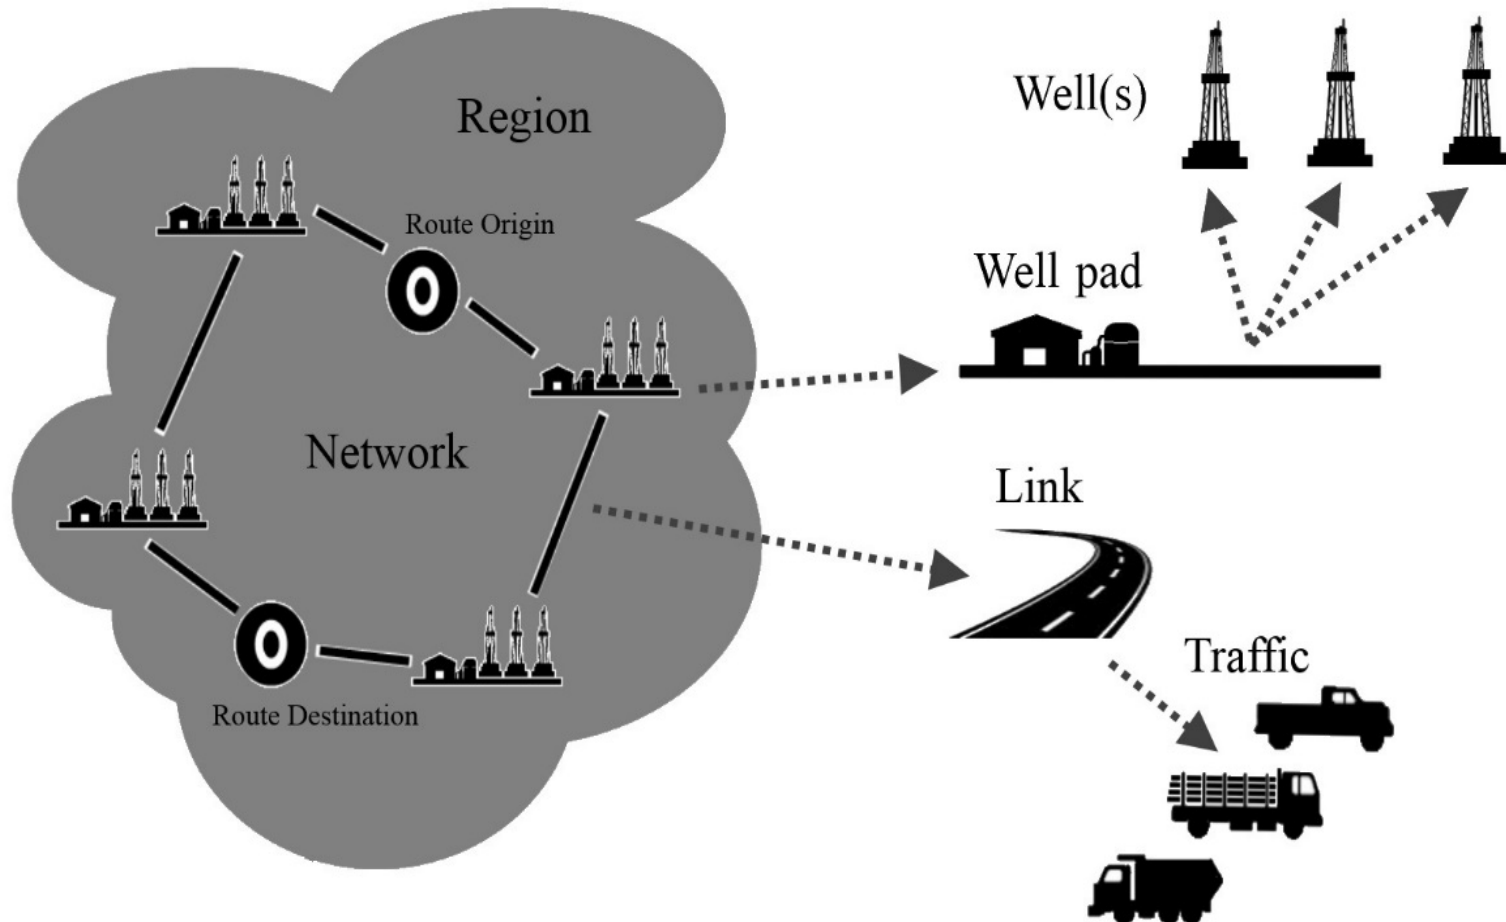 Region
Well(s)
Route Origin
Well pad
Network
Link
Traffic
Route Destination